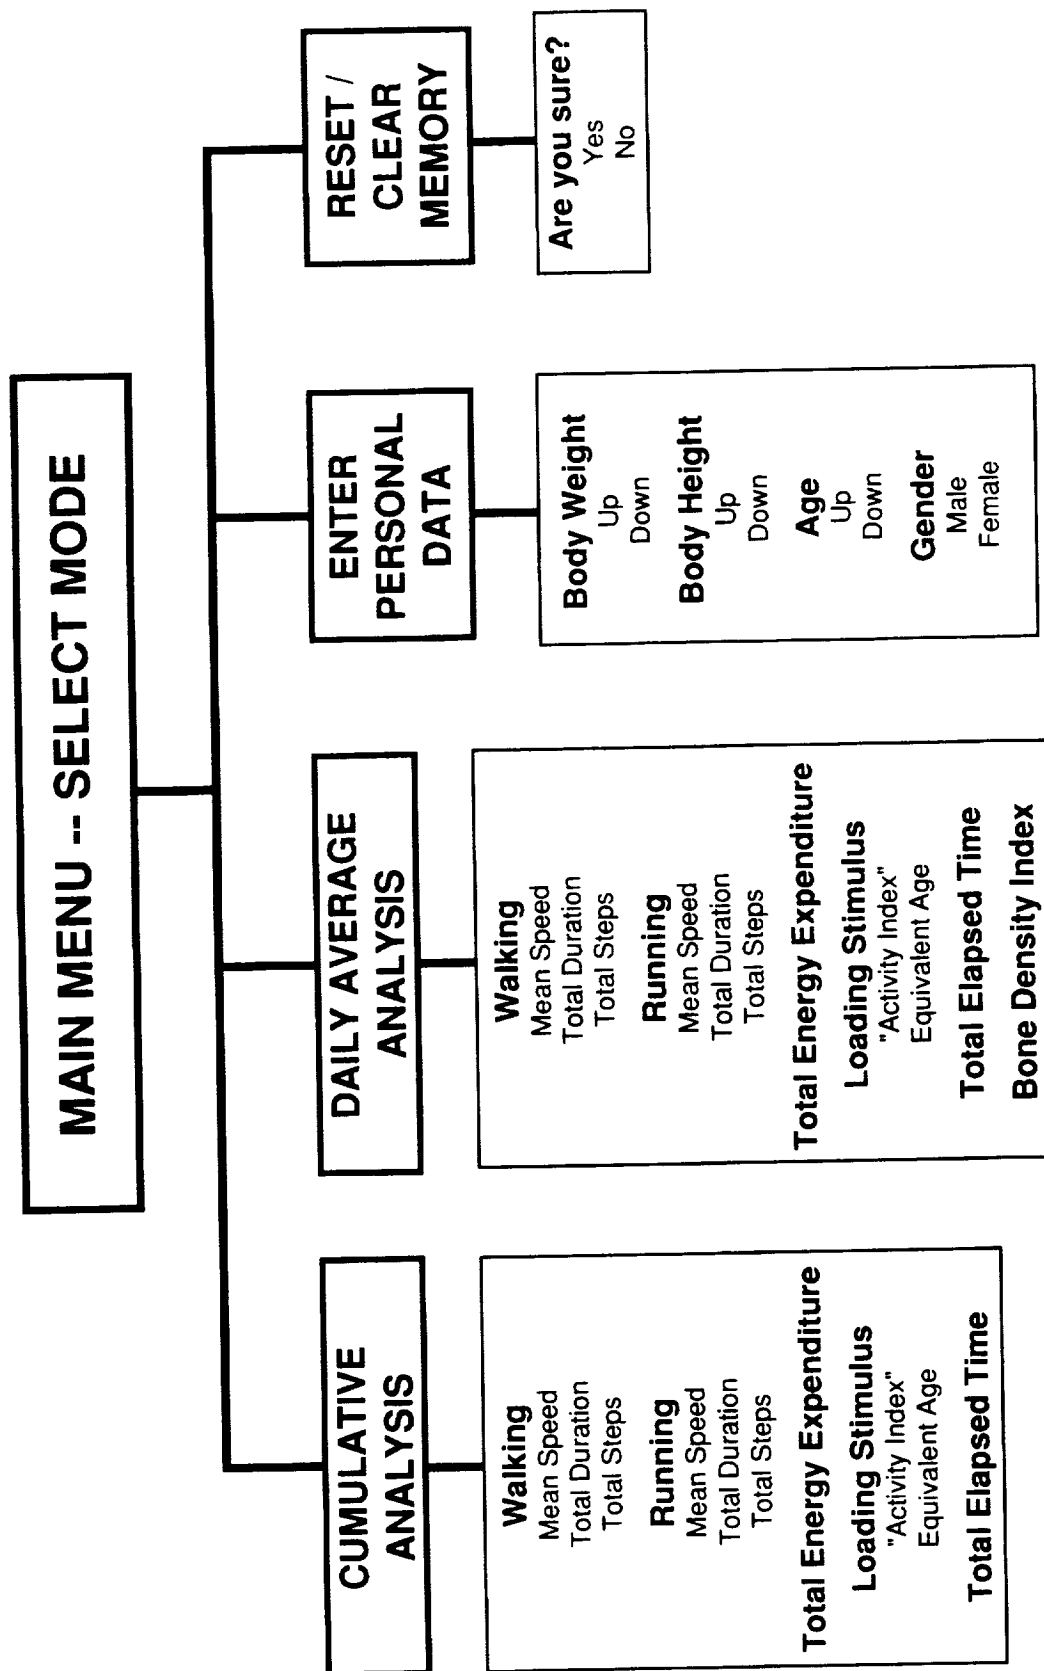 MAIN MENU -- SELECT MODE
CUMULATIVE
ANALYSIS
Walking
Mean Speed
Total Duration
Total Steps
Running
Mean Speed
Total Duration
Total Steps
Total Energy Expenditure
Loading Stimulus
"Activity Index"
Equivalent Age
Total Elapsed Time
DAILY AVERAGE
ANALYSIS
Walking
Mean Speed
Total Duration
Total Steps
Running
Mean Speed
Total Duration
Total Steps
Total Energy Expenditure
Loading Stimulus
"Activity Index"
Equivalent Age
Total Elapsed Time
Bone Density Index
ENTER
PERSONAL
DATA
Body Weight
Up
Down
Body Height
Up
Down
Age
Up
Down
Gender
Male
Female
RESET /
CLEAR
MEMORY
Are you sure?
Yes
No